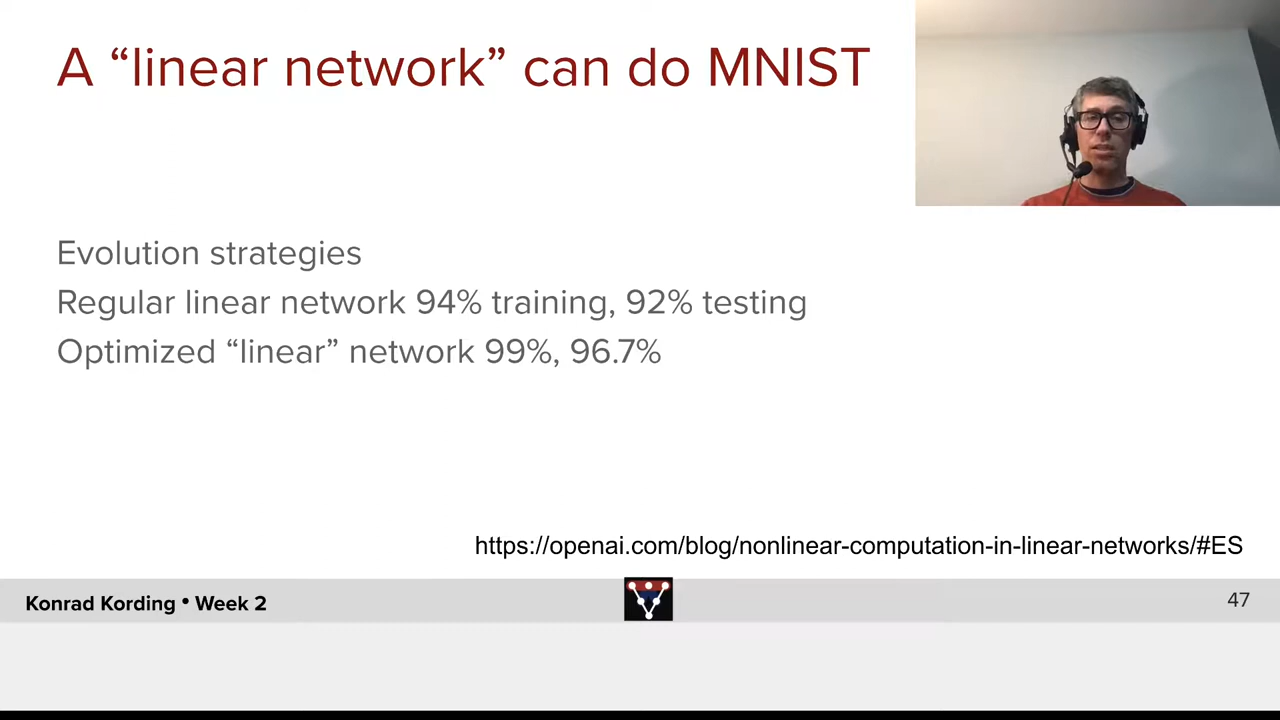 A “linear network” can do MNIST
Evolution strategies
Regular linear network 94% training, 92% testing
Optimized “linear” network 99%, 96.7%
https://openai.com/blog/nonlinear-computation-in-linear-networks/#ES
Konrad Kording • Week 2
47